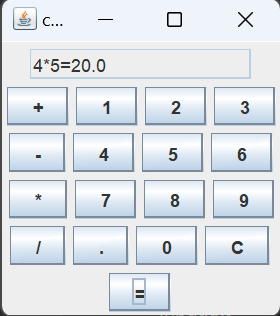 c...
4*5=20.0
+ 1 2 3
- 4 5 6
* 7 8 9
/ . 0 C
=